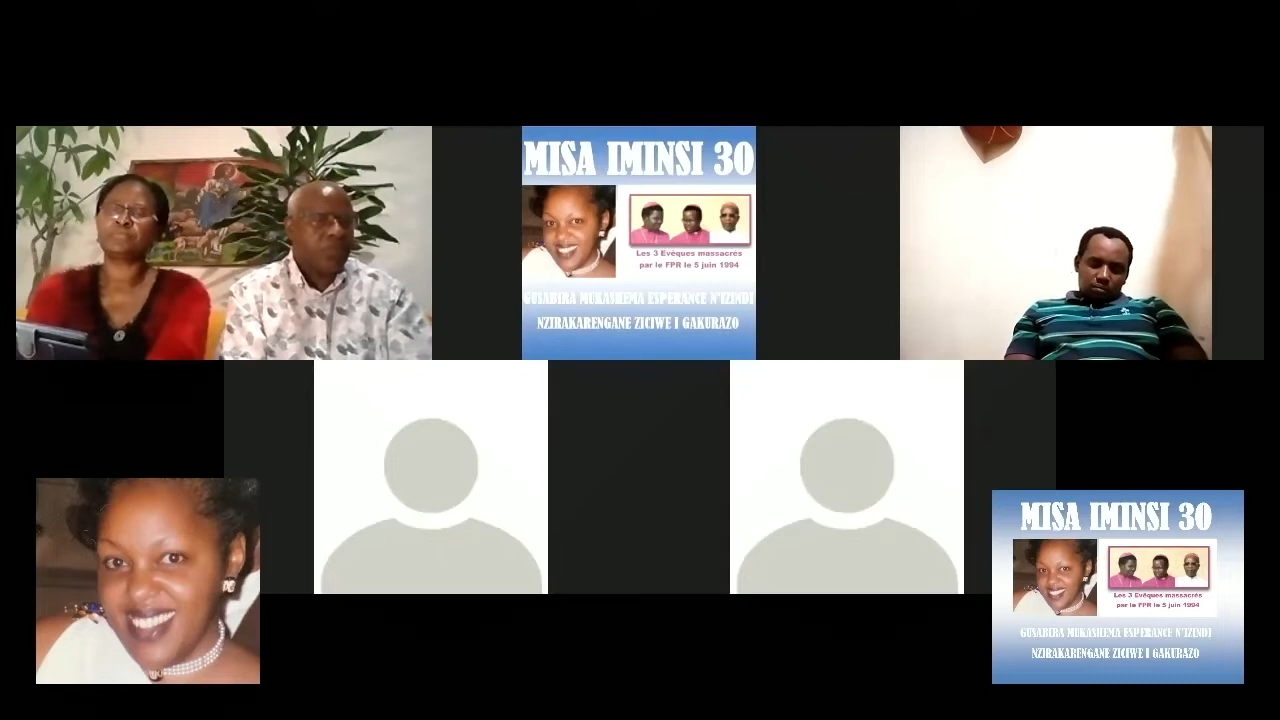 MISA IMINSI 30
Les 3 Evêques massacrés
par le FPR le 5 juin 1994
GUSABIRA MUKASHEMA ESPERANCE N'IZINDI
NZIRAKARENGANE ZICIWE I GAKURAZO
MISA IMINSI 30
Les 3 Evêques massacrés
par le FPR le 5 juin 1994
GUSABIRA MUKASHEMA ESPERANCE N'IZINDI
NZIRAKARENGANE ZICIWE I GAKURAZO